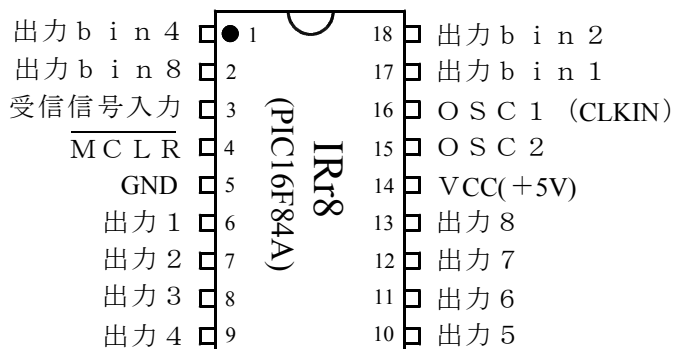 出力ｂｉｎ４ 1 18 出力ｂｉｎ２
出力ｂｉｎ８ 2 17 出力ｂｉｎ１
受信信号入力 3 16 ＯＳＣ１（CLKIN）
ＭＣＬＲ 4 15 ＯＳＣ２
GND 5 14 ＶCC(＋5V)
出力１ 6 13 出力８
出力２ 7 12 出力７
出力３ 8 11 出力６
出力４ 9 10 出力５
IRr8
(PIC16F84A)